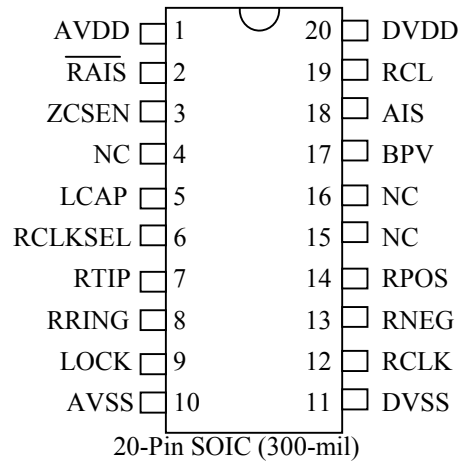 AVDD 1 20 DVDD
R̅A̅I̅S̅ 2 19 RCL
ZCSEN 3 18 AIS
NC 4 17 BPV
LCAP 5 16 NC
RCLKSEL 6 15 NC
RTIP 7 14 RPOS
RRING 8 13 RNEG
LOCK 9 12 RCLK
AVSS 10 11 DVSS
20-Pin SOIC (300-mil)